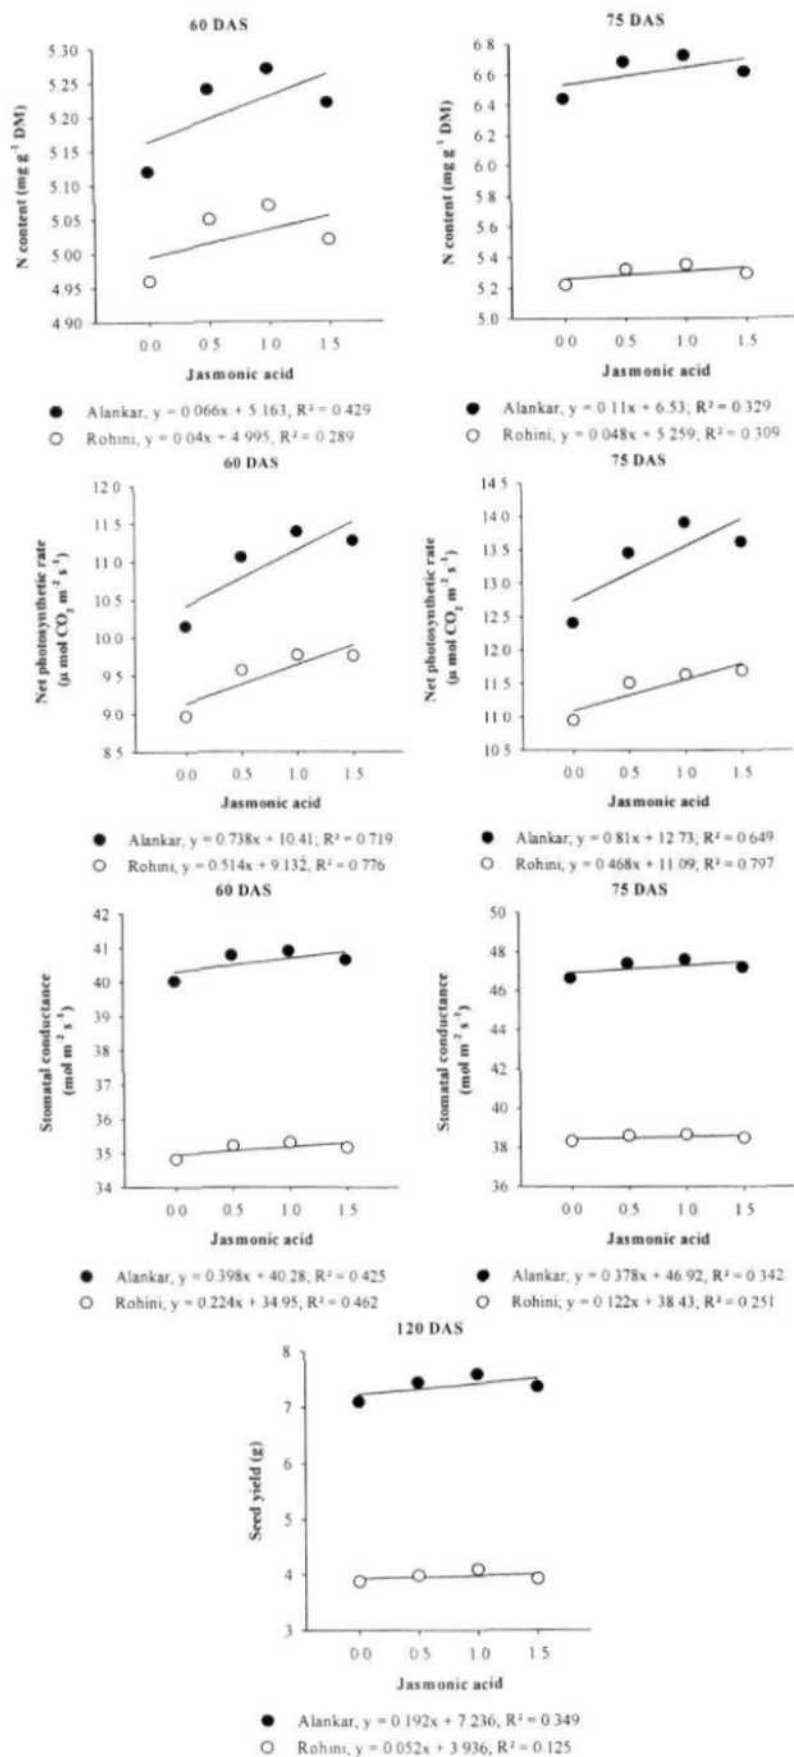 60 DAS
N content (mg g⁻¹ DM)
5.30
5.25
5.20
5.15
5.10
5.05
5.00
4.95
4.90
0.0 0.5 1.0 1.5
Jasmonic acid
● Alankar, y = 0.066x + 5.163, R² = 0.429
○ Rohini, y = 0.04x + 4.995, R² = 0.289
75 DAS
N content (mg g⁻¹ DM)
6.8
6.6
6.4
6.2
6.0
5.8
5.6
5.4
5.2
5.0
0.0 0.5 1.0 1.5
Jasmonic acid
● Alankar, y = 0.11x + 6.53; R² = 0.329
○ Rohini, y = 0.048x + 5.259; R² = 0.309
60 DAS
Net photosynthetic rate
(µ mol CO₂ m⁻² s⁻¹)
12.0
11.5
11.0
10.5
10.0
9.5
9.0
8.5
0.0 0.5 1.0 1.5
Jasmonic acid
● Alankar, y = 0.738x + 10.41; R² = 0.719
○ Rohini, y = 0.514x + 9.132, R² = 0.776
75 DAS
Net photosynthetic rate
(µ mol CO₂ m⁻² s⁻¹)
14.5
14.0
13.5
13.0
12.5
12.0
11.5
11.0
10.5
0.0 0.5 1.0 1.5
Jasmonic acid
● Alankar, y = 0.81x + 12.73; R² = 0.649
○ Rohini, y = 0.468x + 11.09; R² = 0.797
60 DAS
Stomatal conductance
(mol m⁻² s⁻¹)
42
41
40
39
38
37
36
35
34
0.0 0.5 1.0 1.5
Jasmonic acid
● Alankar, y = 0.398x + 40.28; R² = 0.425
○ Rohini, y = 0.224x + 34.95; R² = 0.462
75 DAS
Stomatal conductance
(mol m⁻² s⁻¹)
50
48
46
44
42
40
38
36
0.0 0.5 1.0 1.5
Jasmonic acid
● Alankar, y = 0.378x + 46.92, R² = 0.342
○ Rohini, y = 0.122x + 38.43; R² = 0.251
120 DAS
Seed yield (g)
8
7
6
5
4
3
0.0 0.5 1.0 1.5
Jasmonic acid
● Alankar, y = 0.192x + 7.236, R² = 0.349
○ Rohini, y = 0.052x + 3.936, R² = 0.125